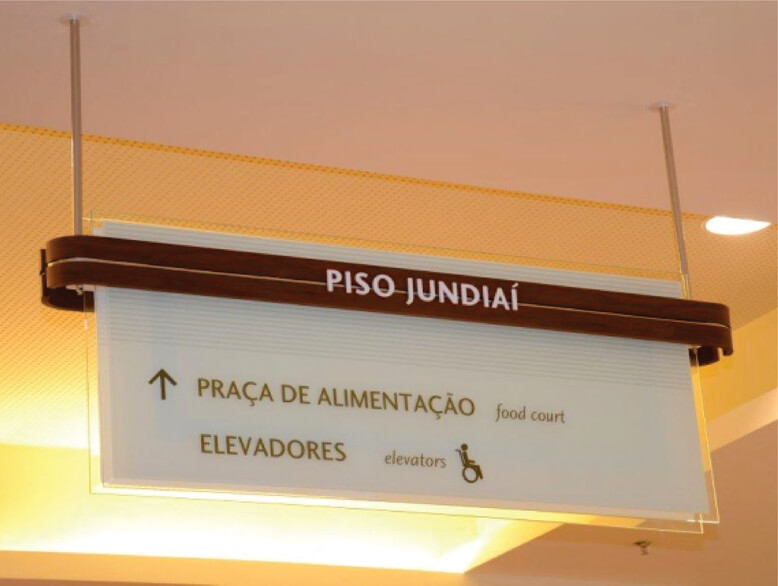 PISO JUNDIAÍ
PRAÇA DE ALIMENTAÇÃO food court
ELEVADORES elevators